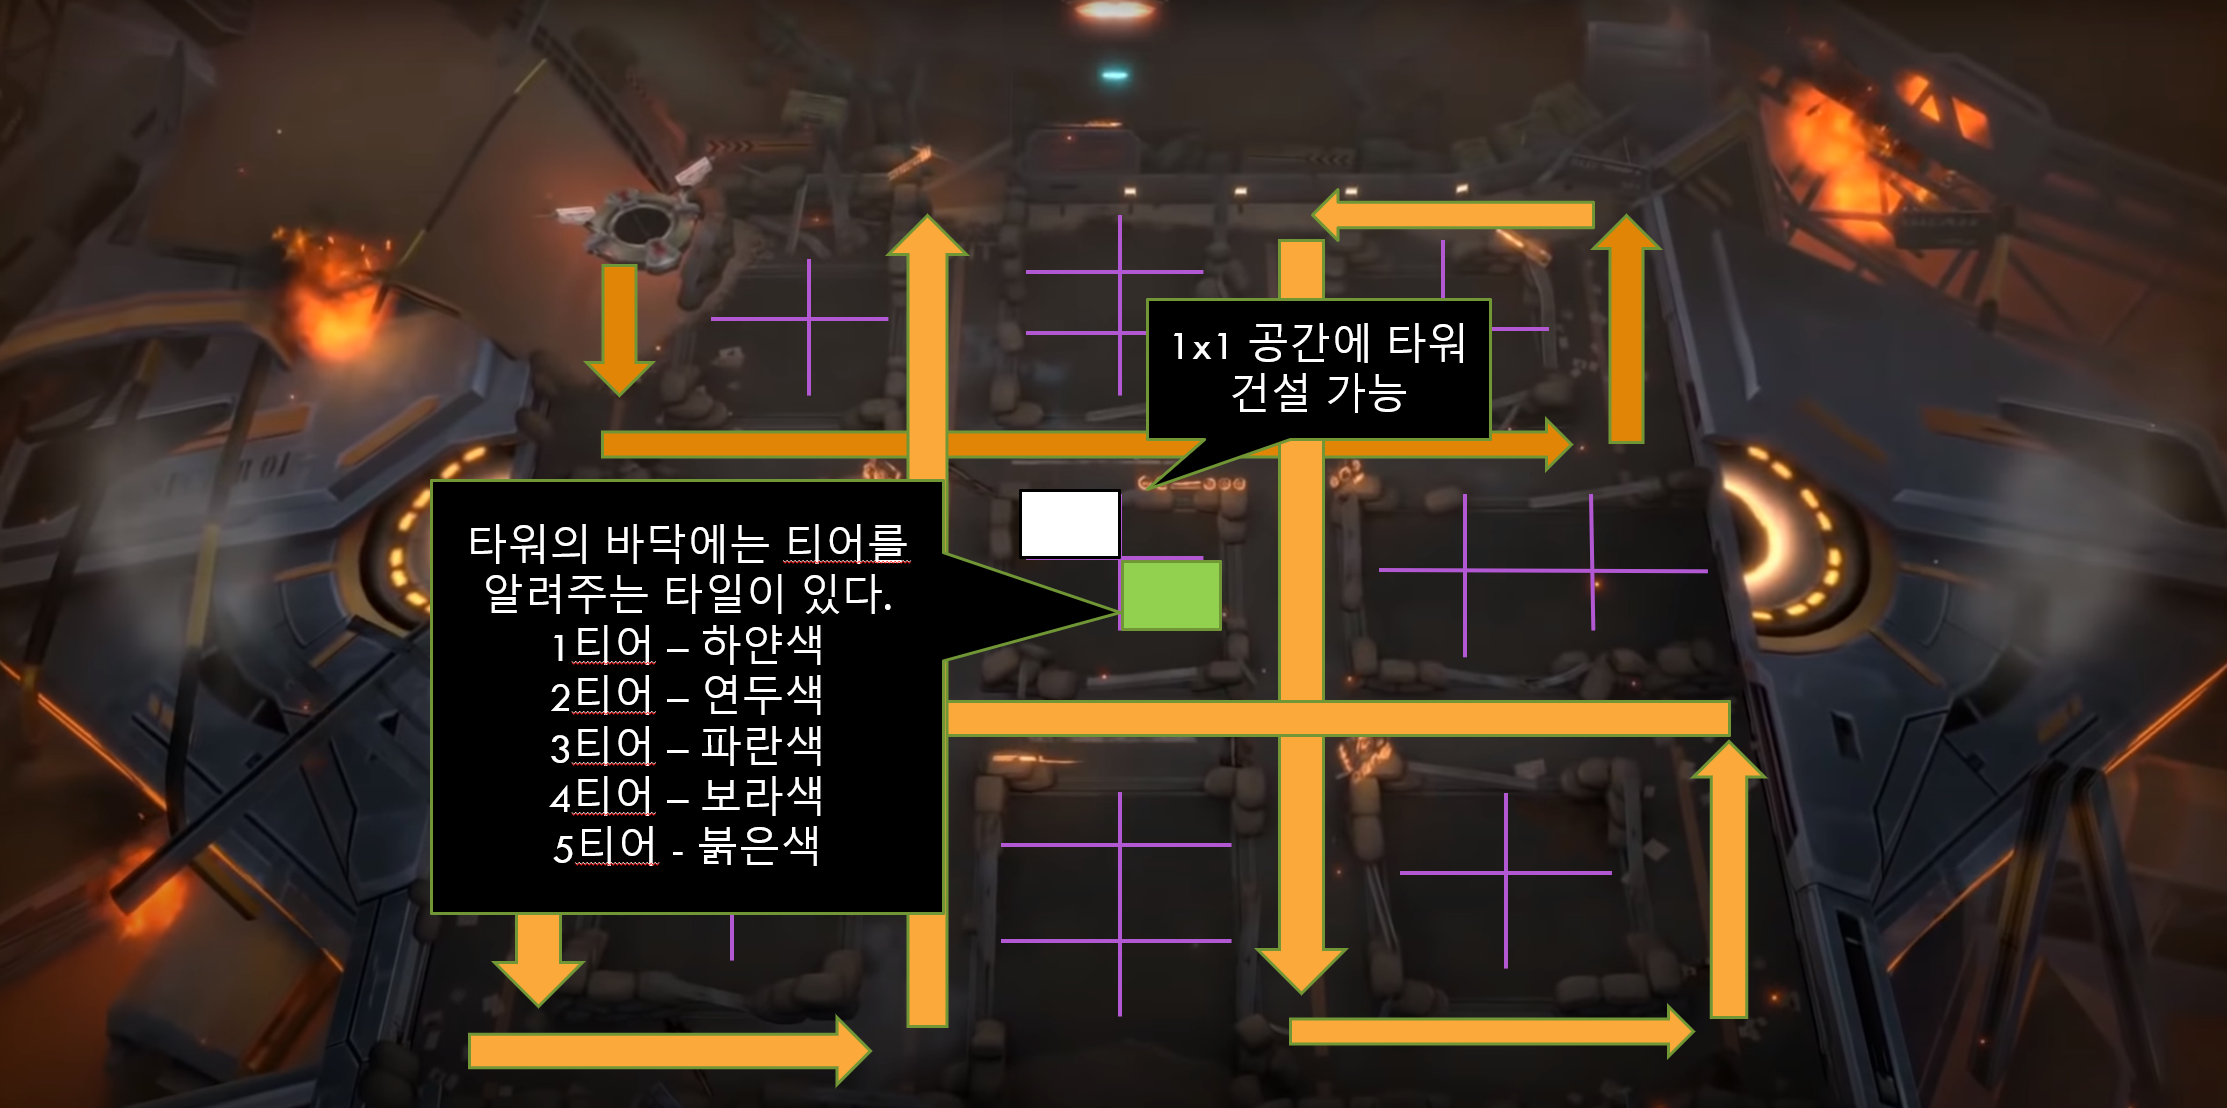 1x1 공간에 타워
건설 가능
타워의 바닥에는 티어를
알려주는 타일이 있다.
1티어 – 하얀색
2티어 – 연두색
3티어 – 파란색
4티어 – 보라색
5티어 - 붉은색